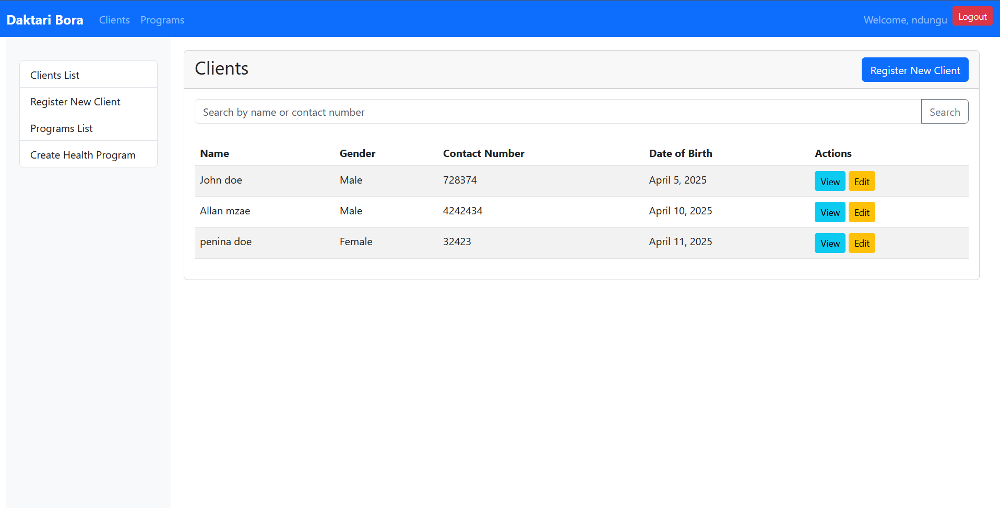 Daktari Bora Clients Programs Welcome, ndungu Logout
Clients List
Register New Client
Programs List
Create Health Program
Clients Register New Client
Search by name or contact number Search
Name Gender Contact Number Date of Birth Actions
John doe Male 728374 April 5, 2025 View Edit
Allan mzae Male 4242434 April 10, 2025 View Edit
penina doe Female 32423 April 11, 2025 View Edit